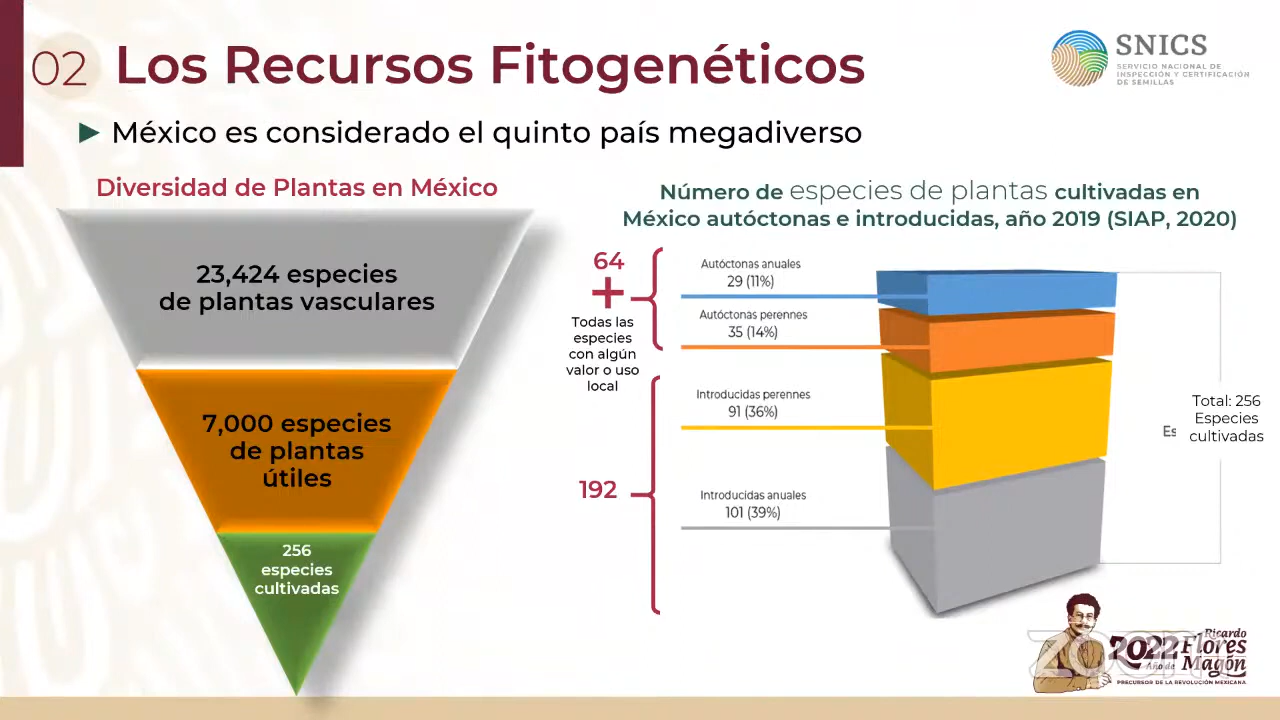 02 Los Recursos Fitogenéticos
SNICS
SERVICIO NACIONAL DE
INSPECCIÓN Y CERTIFICACIÓN
DE SEMILLAS
► México es considerado el quinto país megadiverso
Diversidad de Plantas en México
23,424 especies
de plantas vasculares
7,000 especies
de plantas
útiles
256
especies
cultivadas
Número de especies de plantas cultivadas en
México autóctonas e introducidas, año 2019 (SIAP, 2020)
64
+
Todas las
especies
con algún
valor o uso
local
192
Autóctonas anuales
29 (11%)
Autóctonas perennes
35 (14%)
Introducidas perennes
91 (36%)
Introducidas anuales
101 (39%)
Es
Total: 256
Especies
cultivadas
zoom
2022 Ricardo
Año de Flores
Magón
PRECURSOR DE LA REVOLUCIÓN MEXICANA